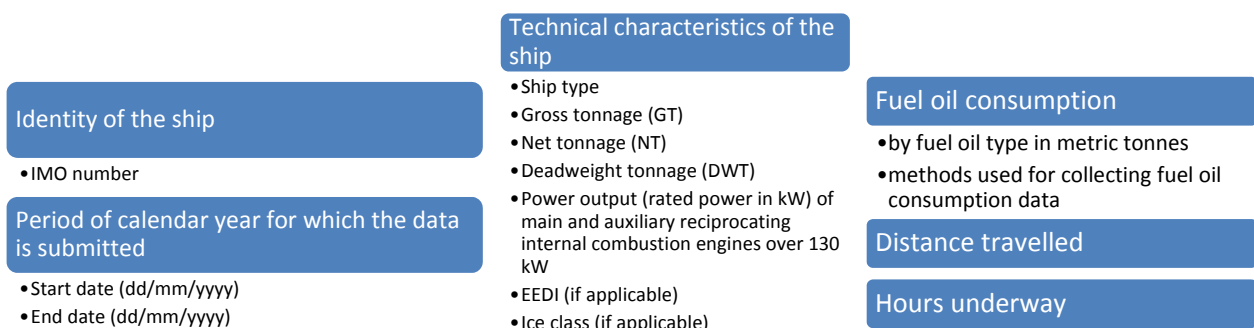 Identity of the ship
•IMO number
Period of calendar year for which the data
is submitted
•Start date (dd/mm/yyyy)
•End date (dd/mm/yyyy)
Technical characteristics of the
ship
•Ship type
•Gross tonnage (GT)
•Net tonnage (NT)
•Deadweight tonnage (DWT)
•Power output (rated power in kW) of
main and auxiliary reciprocating
internal combustion engines over 130
kW
•EEDI (if applicable)
•Ice class (if applicable)
Fuel oil consumption
•by fuel oil type in metric tonnes
•methods used for collecting fuel oil
consumption data
Distance travelled
Hours underway